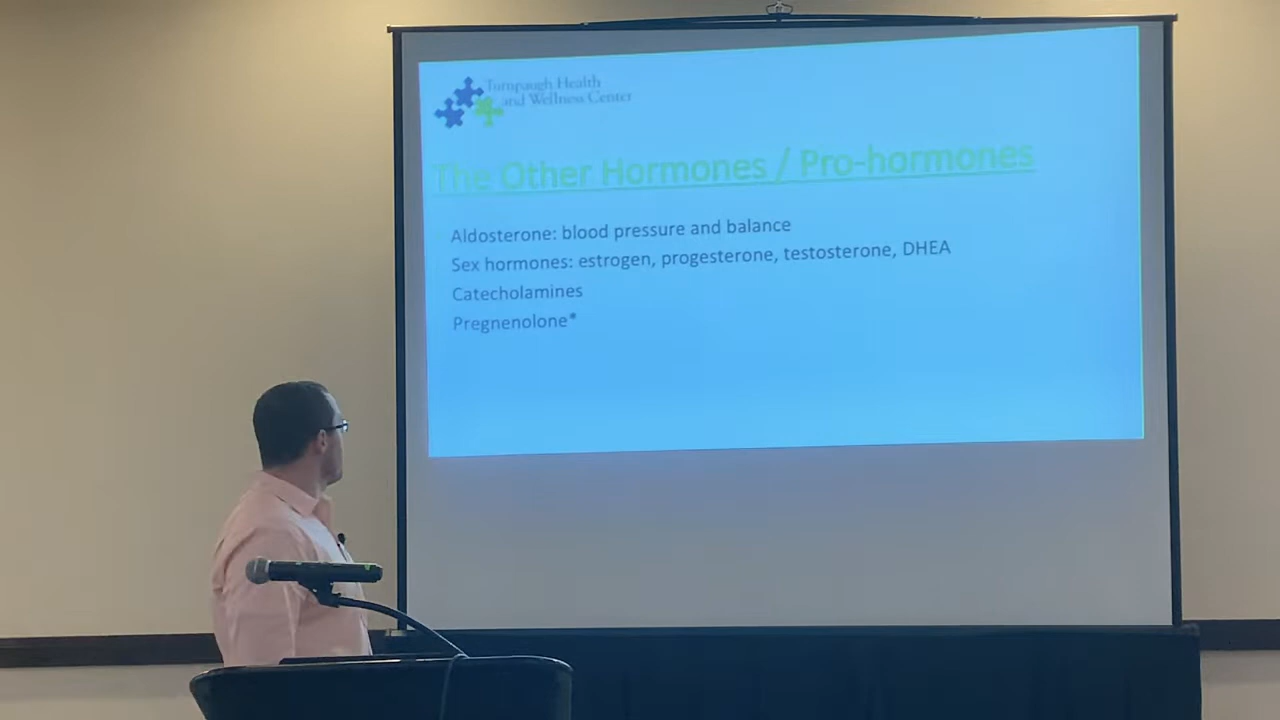 Turnpaugh Health
and Wellness Center
The Other Hormones / Pro-hormones
Aldosterone: blood pressure and balance
Sex hormones: estrogen, progesterone, testosterone, DHEA
Catecholamines
Pregnenolone*